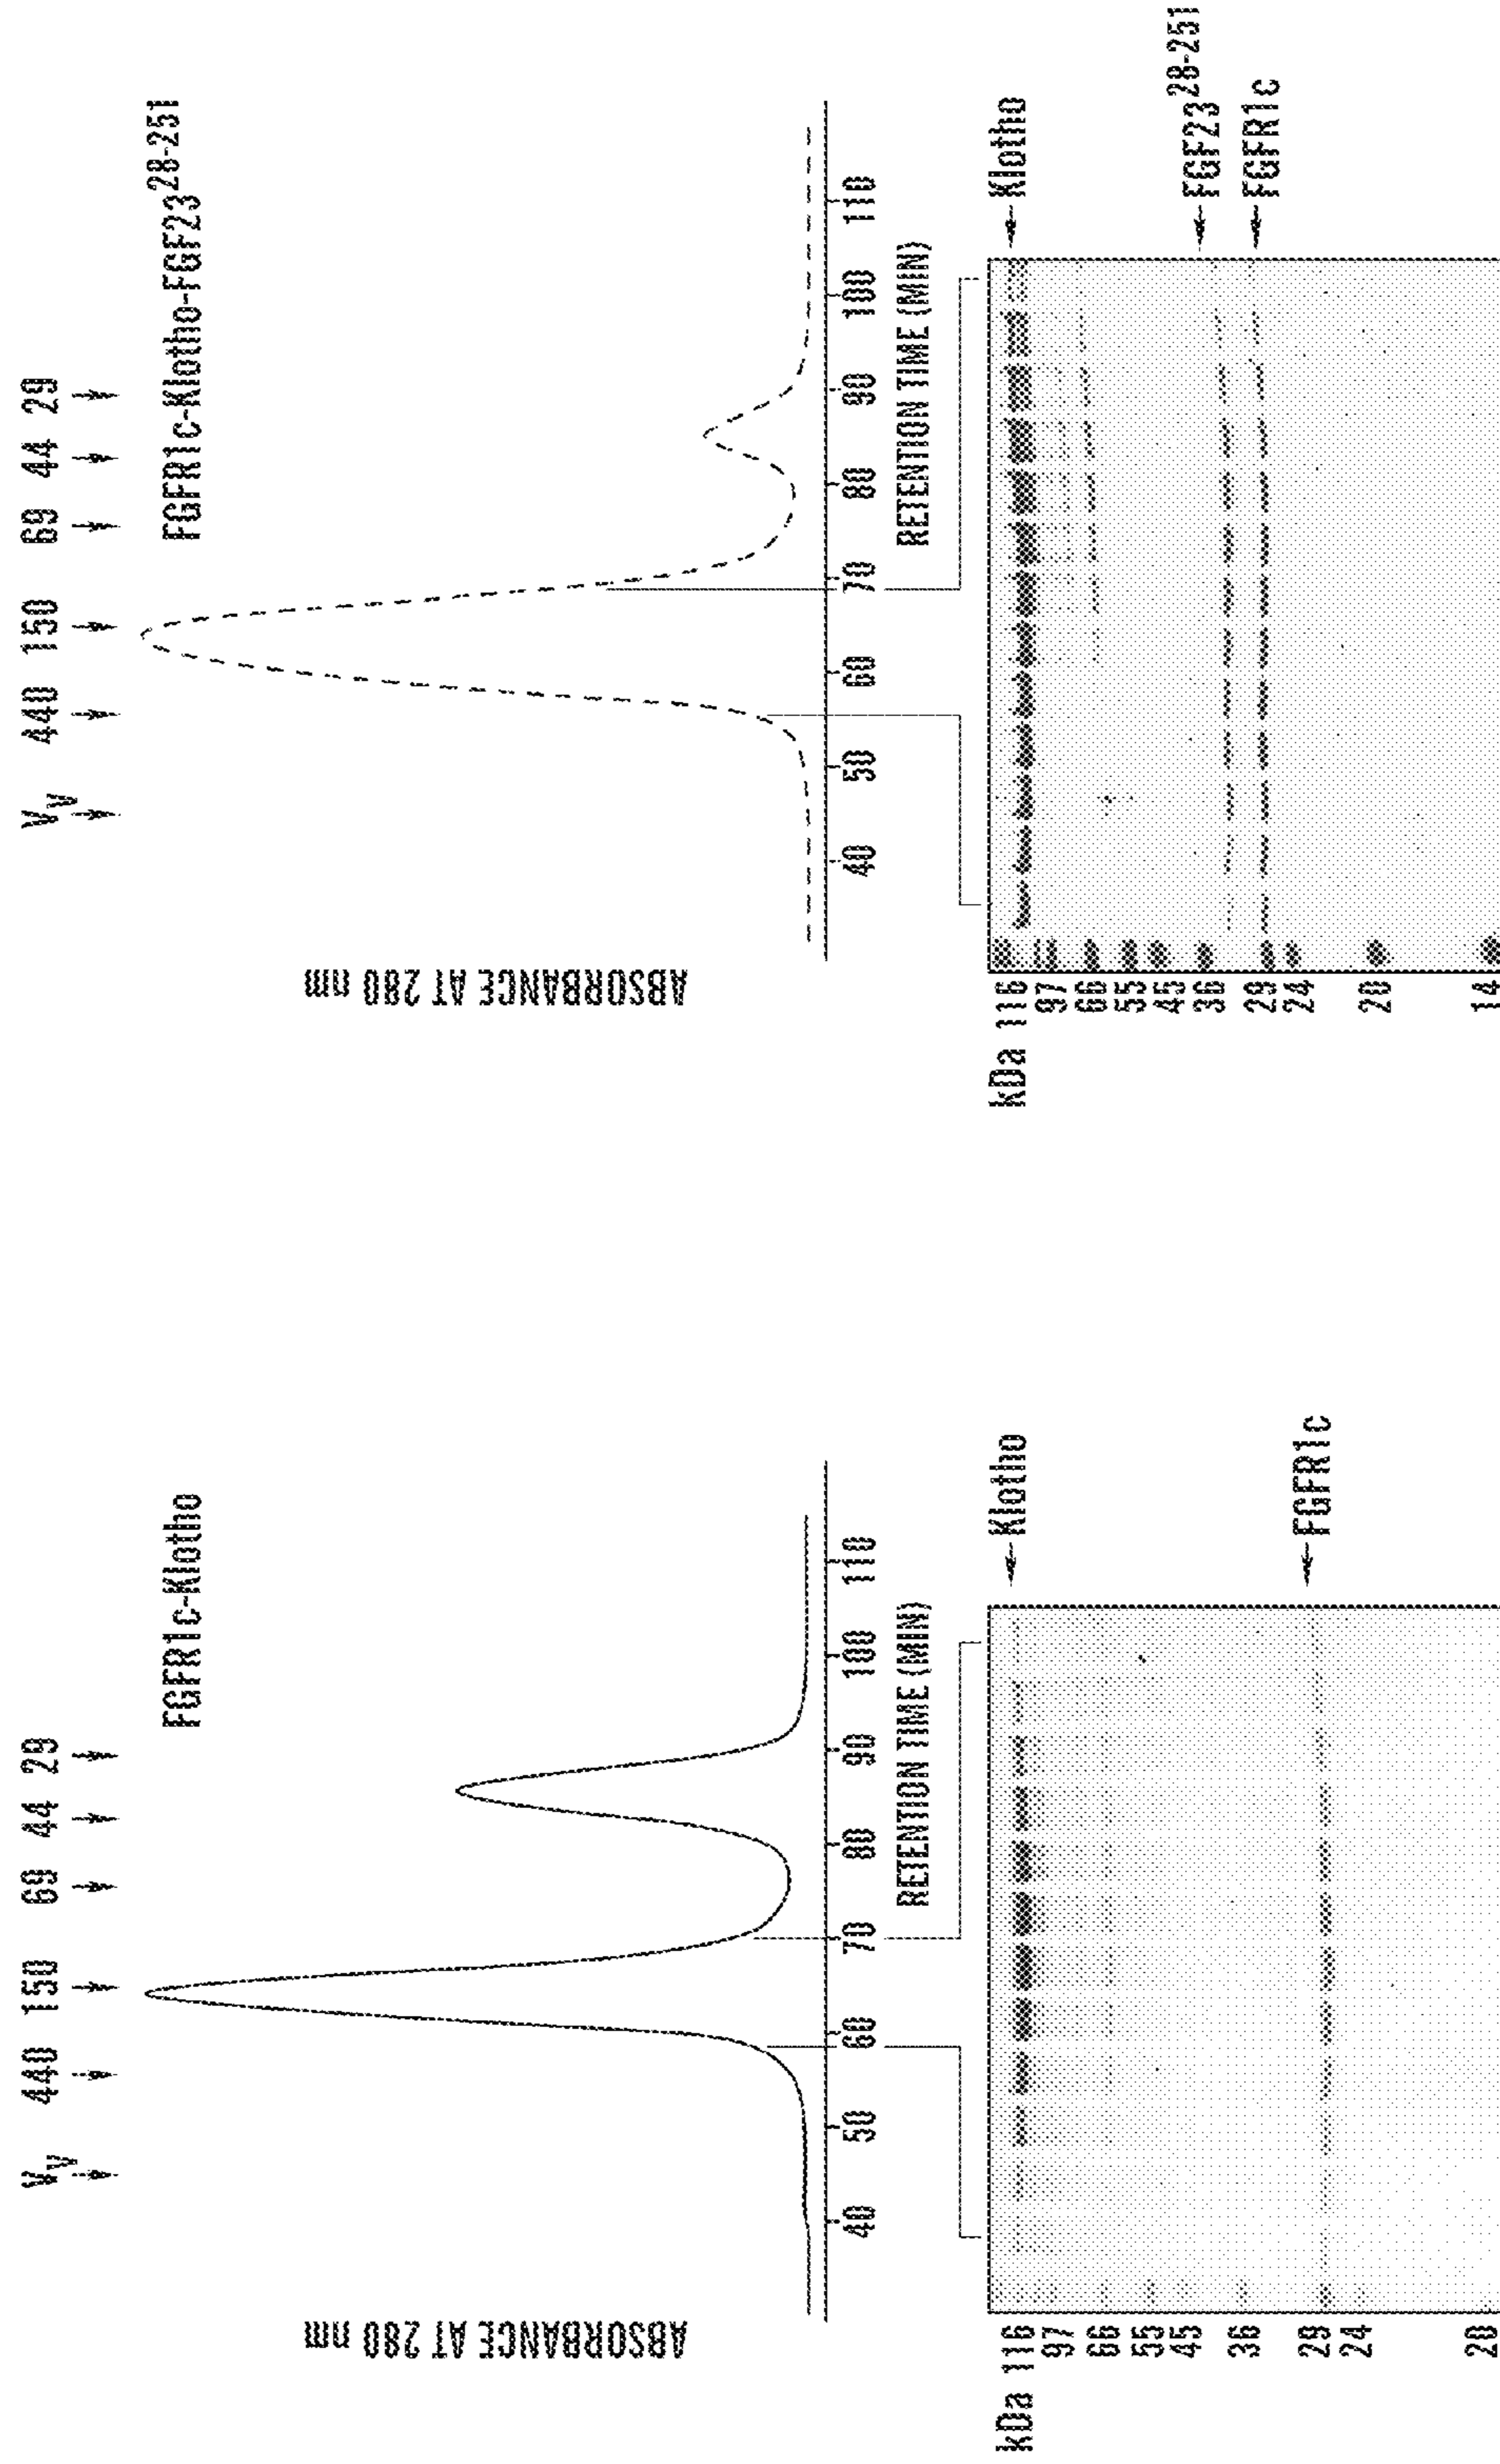 Vv 440 150 69 44 29
FGFR1c-Klotho
ABSORBANCE AT 280 nm
40 50 60 70 80 90 100 110
RETENTION TIME (MIN)
kDa 116
97
66
55
45
36
29
24
20
Klotho
FGFR1c
Vv 440 150 69 44 29
FGFR1c-Klotho-FGF23^28-251
ABSORBANCE AT 280 nm
40 50 60 70 80 90 100 110
RETENTION TIME (MIN)
kDa 116
97
66
55
45
36
29
24
20
14
Klotho
FGF23^28-251
FGFR1c